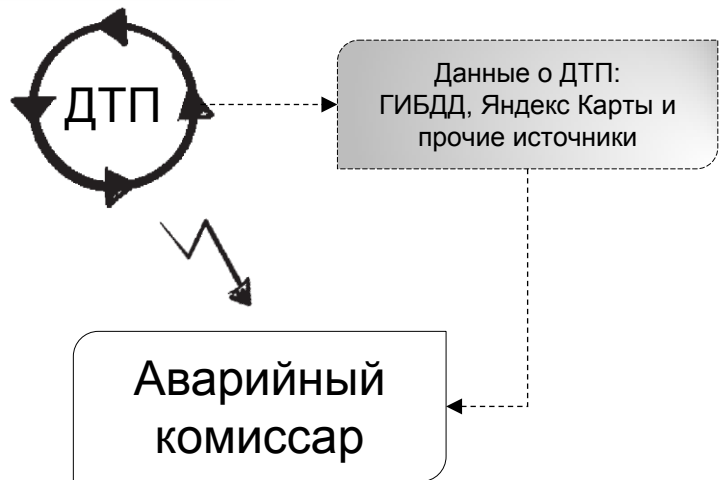 ДТП
Данные о ДТП:
ГИБДД, Яндекс Карты и
прочие источники
Аварийный
комиссар